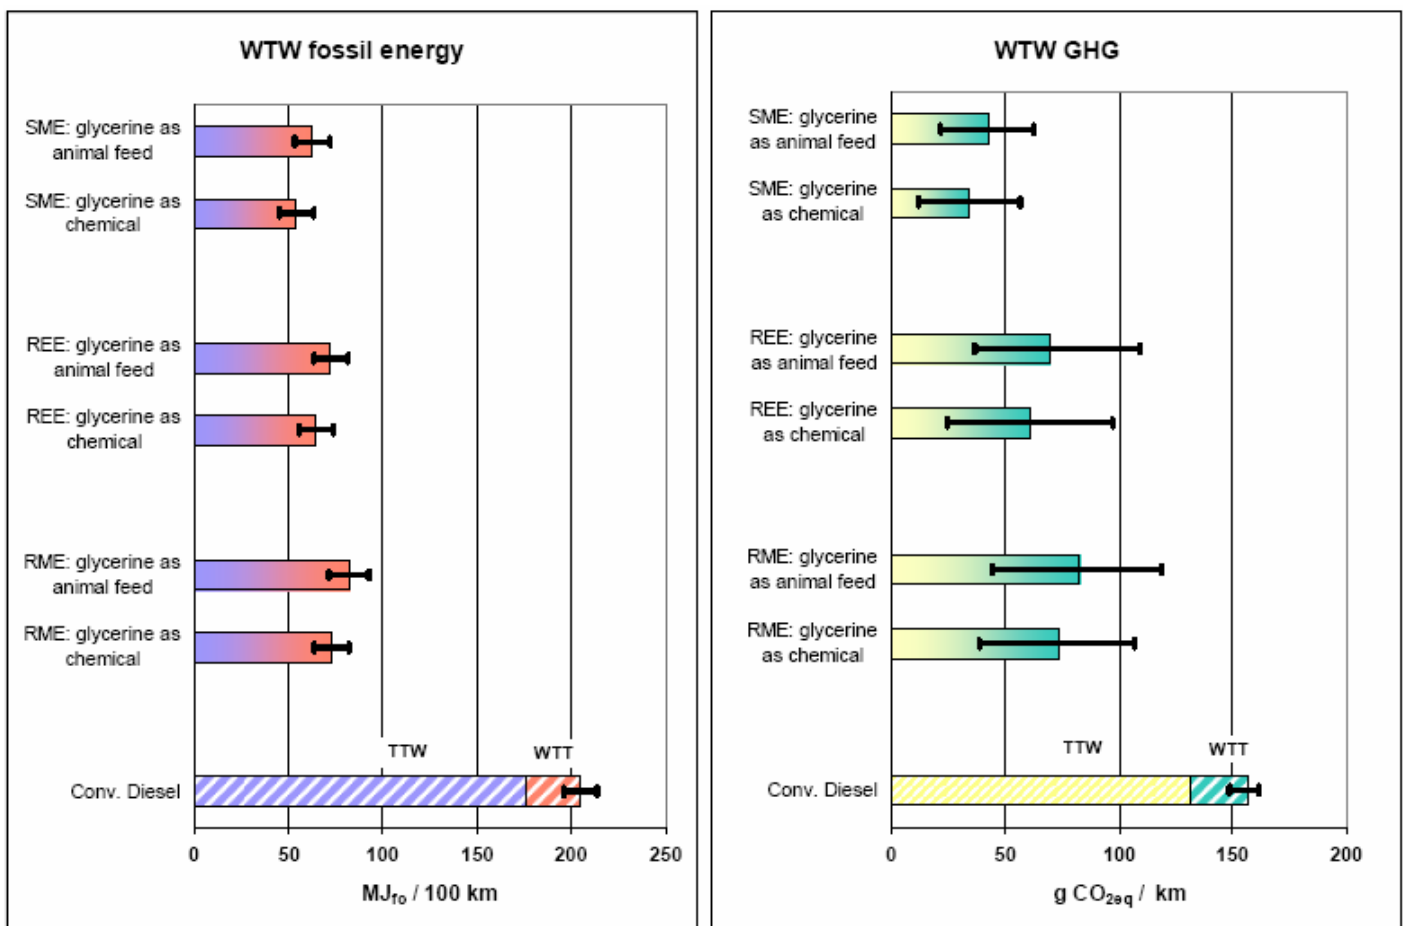 WTW fossil energy
SME: glycerine as
animal feed
SME: glycerine as
chemical
REE: glycerine as
animal feed
REE: glycerine as
chemical
RME: glycerine as
animal feed
RME: glycerine as
chemical
TTW
WTT
Conv. Diesel
0 50 100 150 200 250
MJfo / 100 km
WTW GHG
SME: glycerine
as animal feed
SME: glycerine
as chemical
REE: glycerine
as animal feed
REE: glycerine
as chemical
RME: glycerine
as animal feed
RME: glycerine
as chemical
TTW
WTT
Conv. Diesel
0 50 100 150 200
g CO2eq / km